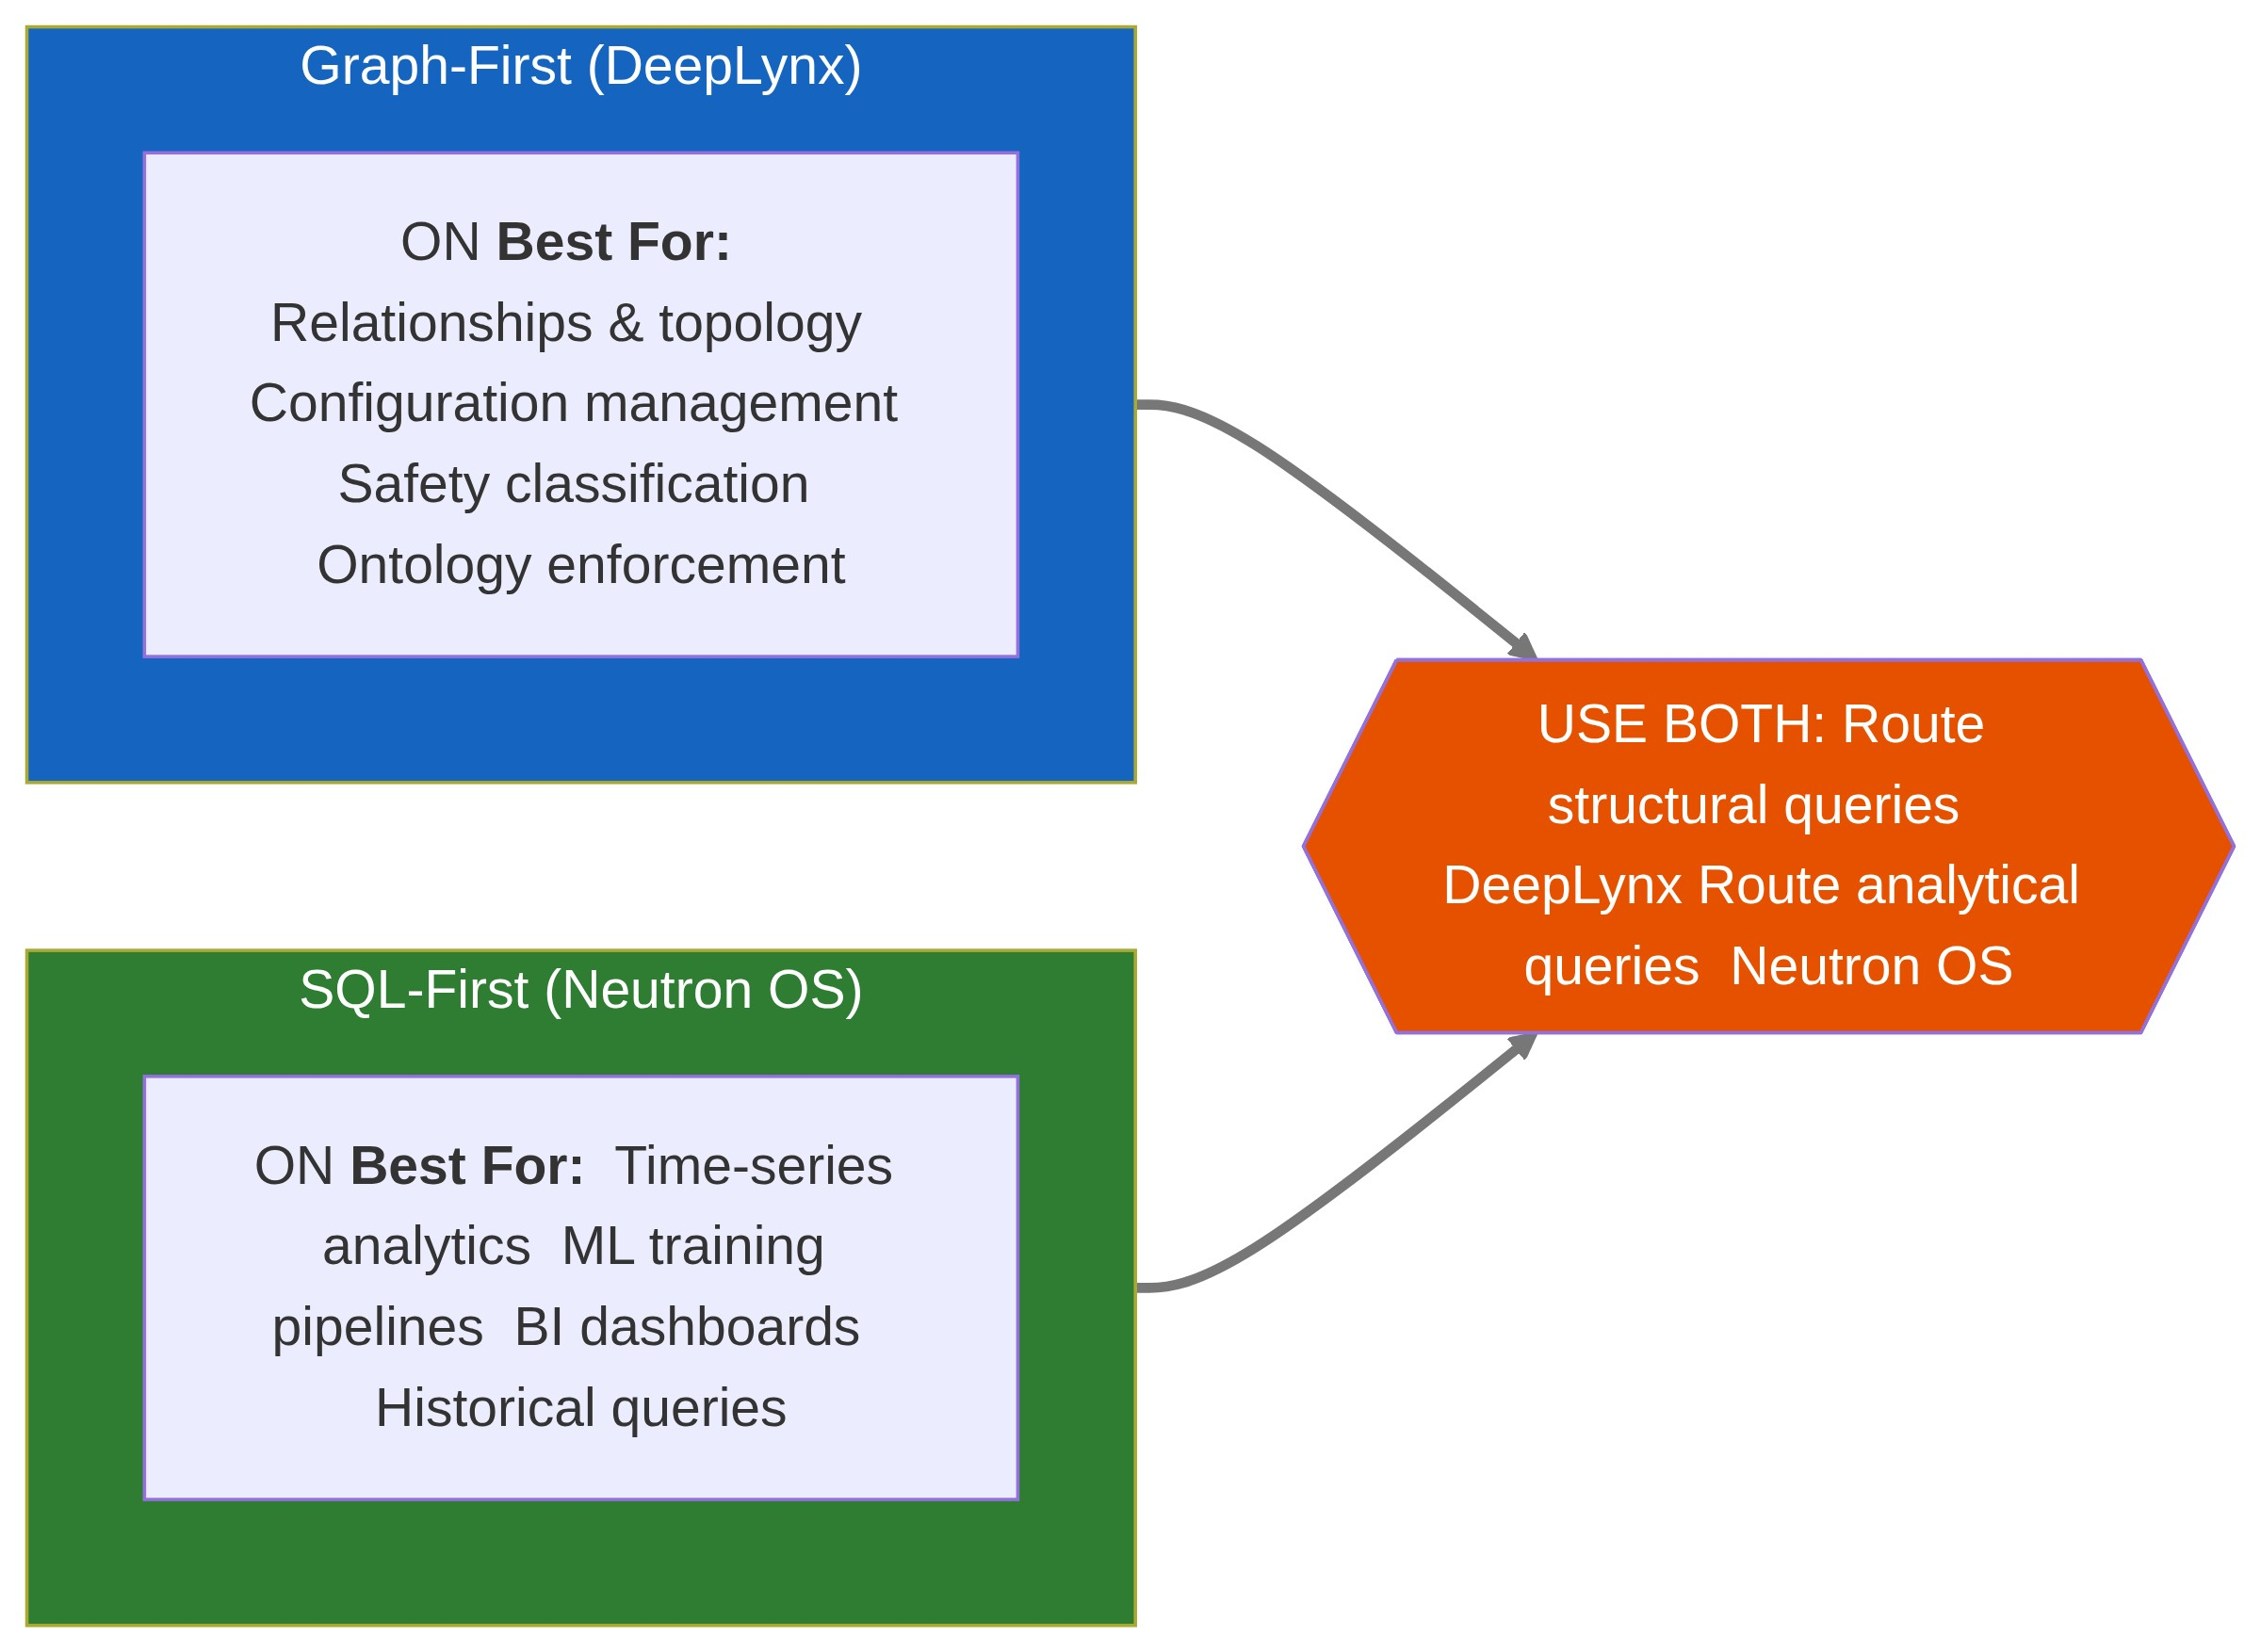 Graph-First (DeepLynx)
ON Best For:
Relationships & topology
Configuration management
Safety classification
Ontology enforcement
USE BOTH: Route
structural queries
DeepLynx Route analytical
queries  Neutron OS
SQL-First (Neutron OS)
ON Best For:  Time-series
analytics  ML training
pipelines  BI dashboards
Historical queries